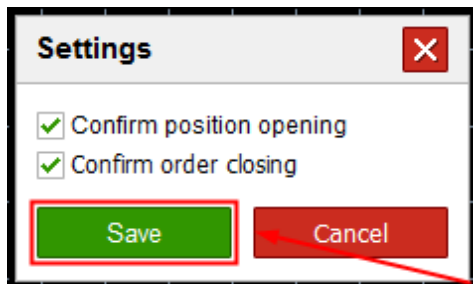 Settings
Confirm position opening
Confirm order closing
Save
Cancel